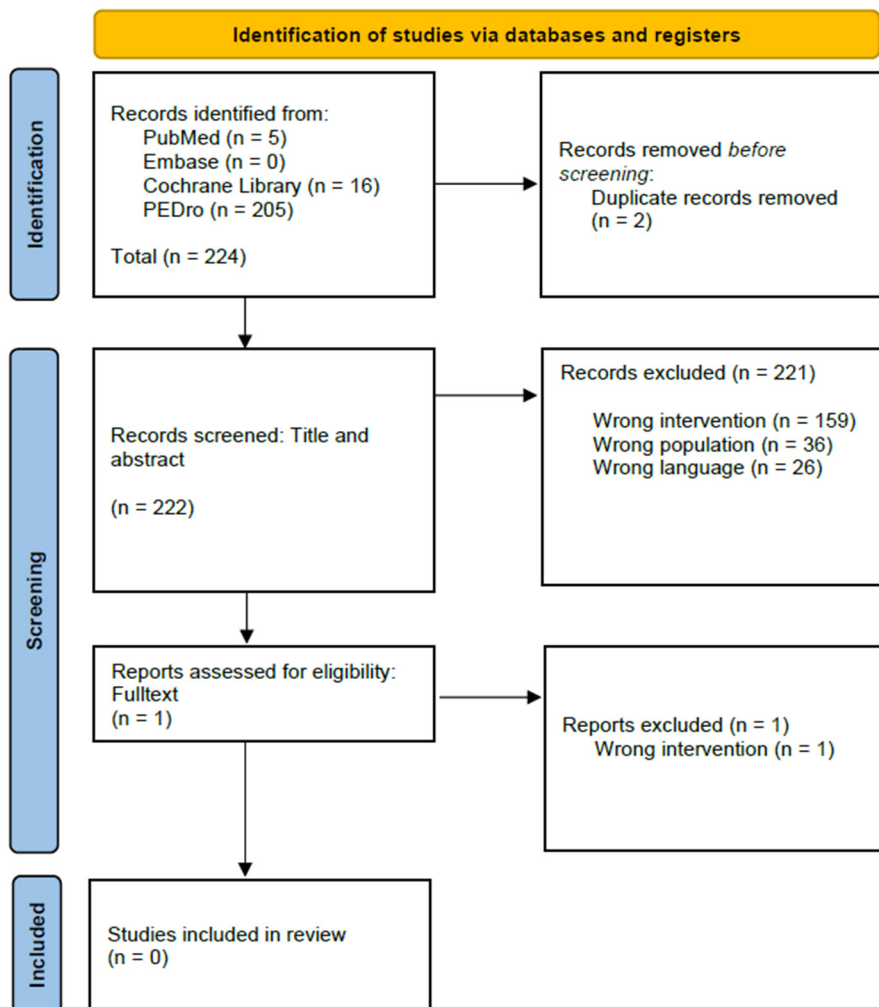 Identification of studies via databases and registers
Identification
Records identified from:
PubMed (n = 5)
Embase (n = 0)
Cochrane Library (n = 16)
PEDro (n = 205)
Total (n = 224)
Records removed before
screening:
Duplicate records removed
(n = 2)
Screening
Records screened: Title and
abstract
(n = 222)
Records excluded (n = 221)
Wrong intervention (n = 159)
Wrong population (n = 36)
Wrong language (n = 26)
Reports assessed for eligibility:
Fulltext
(n = 1)
Reports excluded (n = 1)
Wrong intervention (n = 1)
Included
Studies included in review
(n = 0)